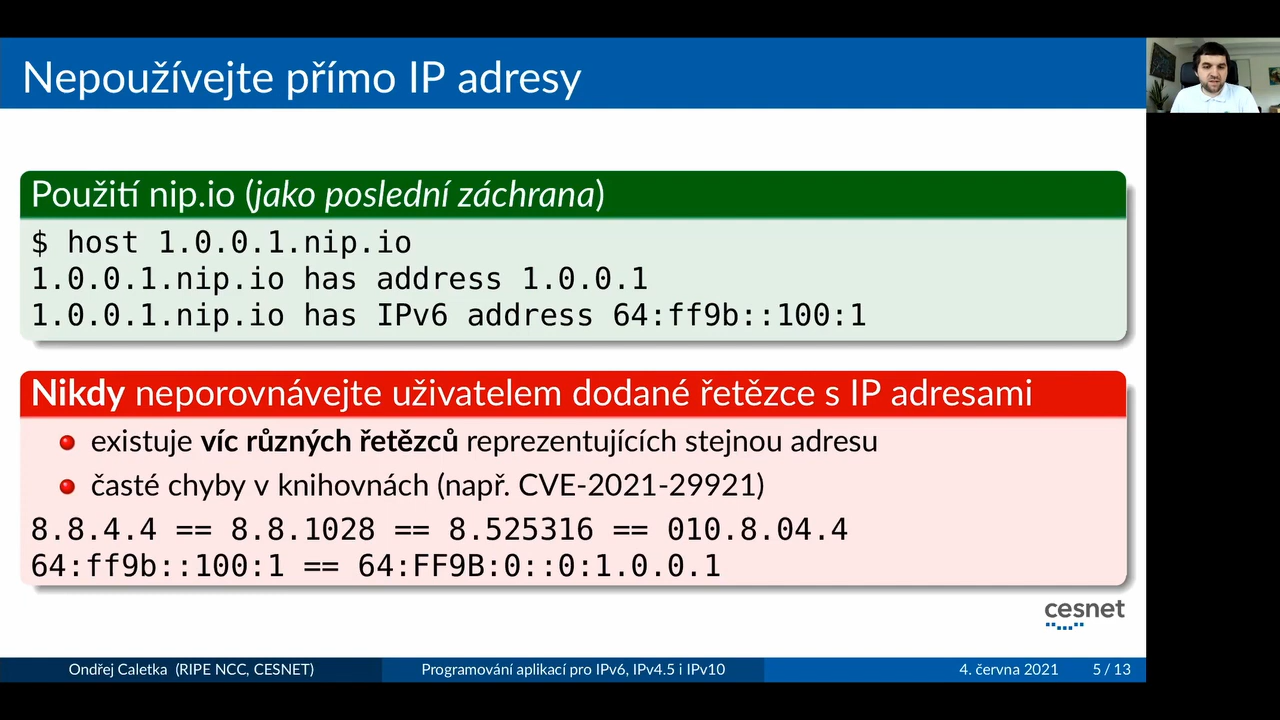 Nepoužívejte přímo IP adresy
Použití nip.io (jako poslední záchrana)
$ host 1.0.0.1.nip.io
1.0.0.1.nip.io has address 1.0.0.1
1.0.0.1.nip.io has IPv6 address 64:ff9b::100:1
Nikdy neporovnávejte uživatelem dodané řetězce s IP adresami
existuje víc různých řetězců reprezentujících stejnou adresu
časté chyby v knihovnách (např. CVE-2021-29921)
8.8.4.4 == 8.8.1028 == 8.525316 == 010.8.04.4
64:ff9b::100:1 == 64:FF9B:0::0:1.0.0.1
cesnet
Ondřej Caletka (RIPE NCC, CESNET) Programování aplikací pro IPv6, IPv4.5 i IPv10 4. června 2021 5 / 13